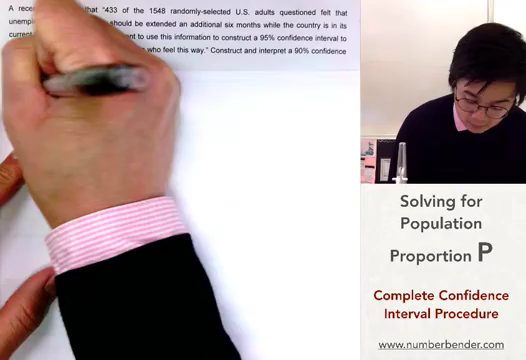 A rece that "433 of the 1548 randomly-selected U.S. adults questioned felt that
unempl should be extended an additional six months while the country is in its
current nt to use this information to construct a 95% confidence interval to
who feel this way." Construct and interpret a 90% confidence
Solving for
Population
Proportion P
Complete Confidence
Interval Procedure
www.numberbender.com